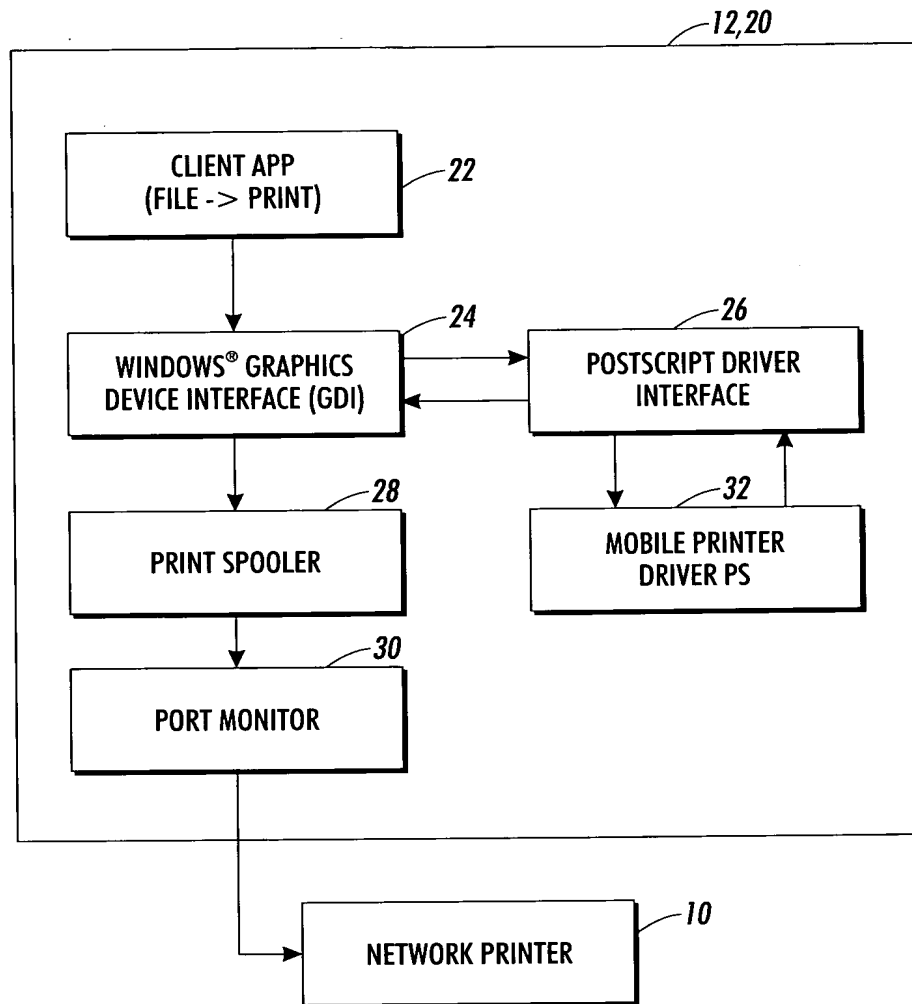 12,20
CLIENT APP
(FILE -> PRINT)
22
WINDOWS® GRAPHICS
DEVICE INTERFACE (GDI)
24
POSTSCRIPT DRIVER
INTERFACE
26
PRINT SPOOLER
28
MOBILE PRINTER
DRIVER PS
32
PORT MONITOR
30
NETWORK PRINTER
10